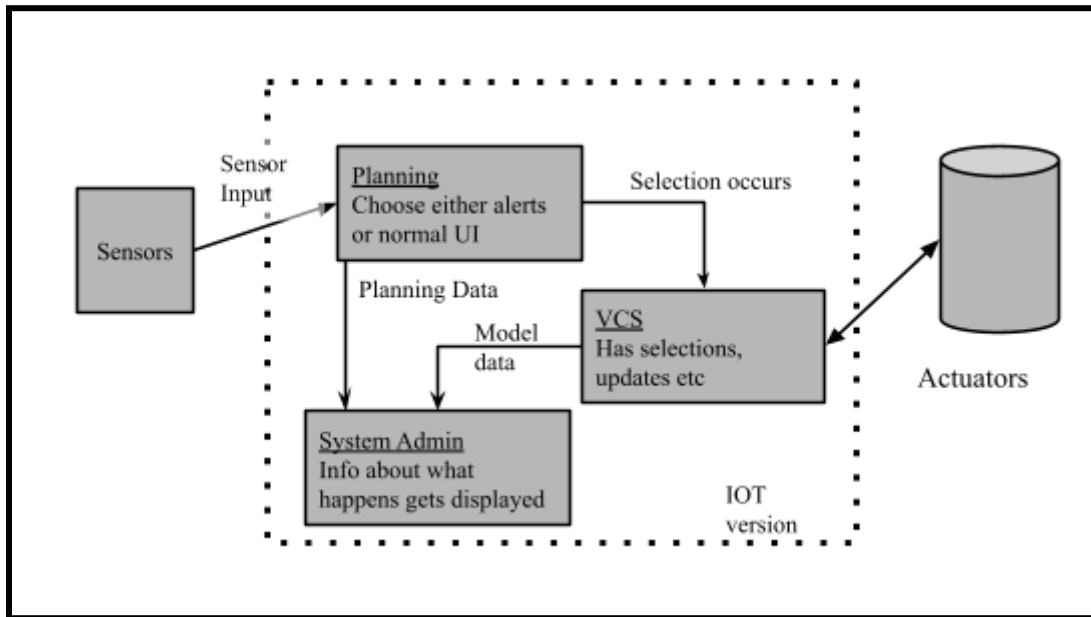 Sensor
Input
Sensors
Planning
Choose either alerts
or normal UI
Selection occurs
Planning Data
VCS
Has selections,
updates etc
Model
data
Actuators
System Admin
Info about what
happens gets displayed
IOT
version